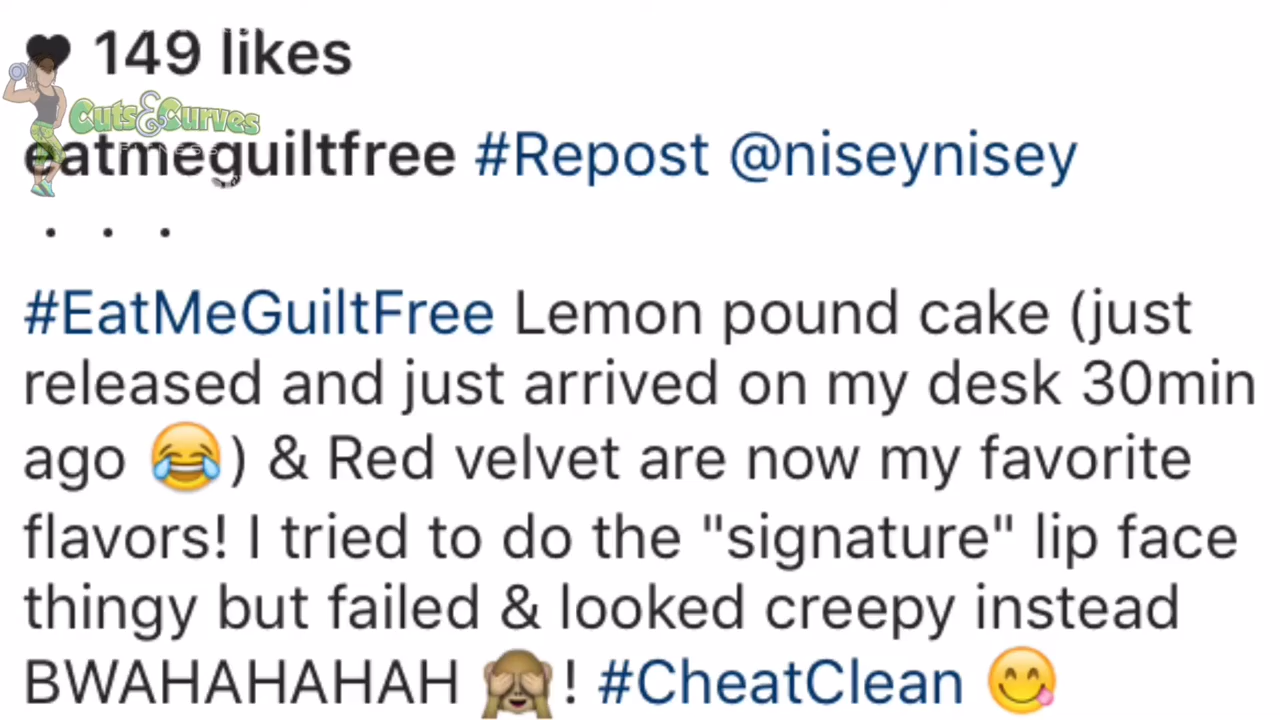 149 likes
Cuts&Curves
FITNESS
eatmeguiltfree #Repost @niseynisey
. . .
#EatMeGuiltFree Lemon pound cake (just
released and just arrived on my desk 30min
ago 😂) & Red velvet are now my favorite
flavors! I tried to do the "signature" lip face
thingy but failed & looked creepy instead
BWAHAHAHAH 🙈! #CheatClean 😋